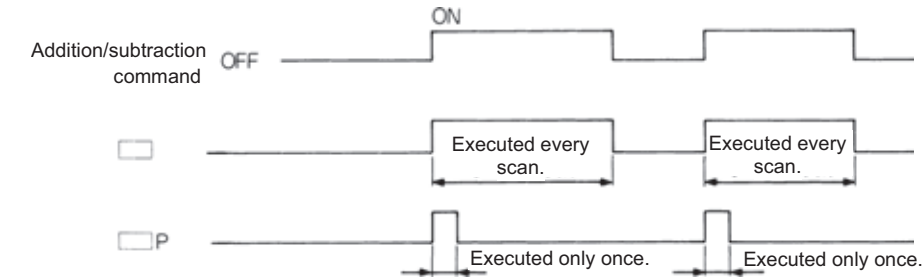 ON
Addition/subtraction
command
OFF
Executed every
scan.
Executed every
scan.
P
Executed only once.
Executed only once.